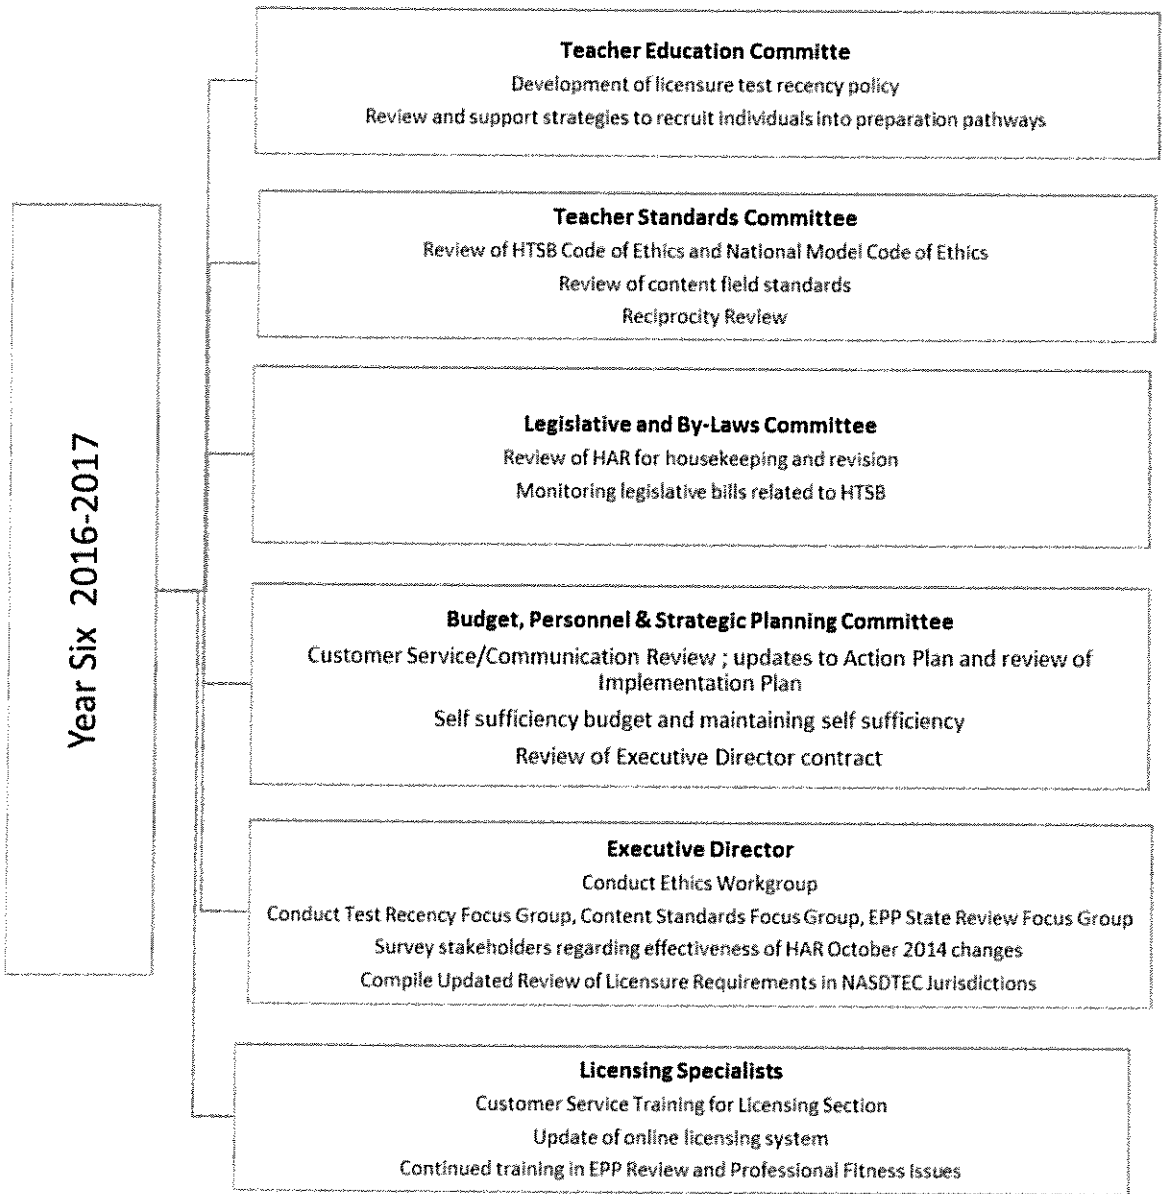 Year Six 2016-2017
Teacher Education Committe
Development of licensure test recency policy
Review and support strategies to recruit individuals into preparation pathways
Teacher Standards Committee
Review of HTSB Code of Ethics and National Model Code of Ethics
Review of content field standards
Reciprocity Review
Legislative and By-Laws Committee
Review of HAR for housekeeping and revision
Monitoring legislative bills related to HTSB
Budget, Personnel & Strategic Planning Committee
Customer Service/Communication Review ; updates to Action Plan and review of
Implementation Plan
Self sufficiency budget and maintaining self sufficiency
Review of Executive Director contract
Executive Director
Conduct Ethics Workgroup
Conduct Test Recency Focus Group, Content Standards Focus Group, EPP State Review Focus Group
Survey stakeholders regarding effectiveness of HAR October 2014 changes
Compile Updated Review of Licensure Requirements in NASDTEC Jurisdictions
Licensing Specialists
Customer Service Training for Licensing Section
Update of online licensing system
Continued training in EPP Review and Professional Fitness Issues